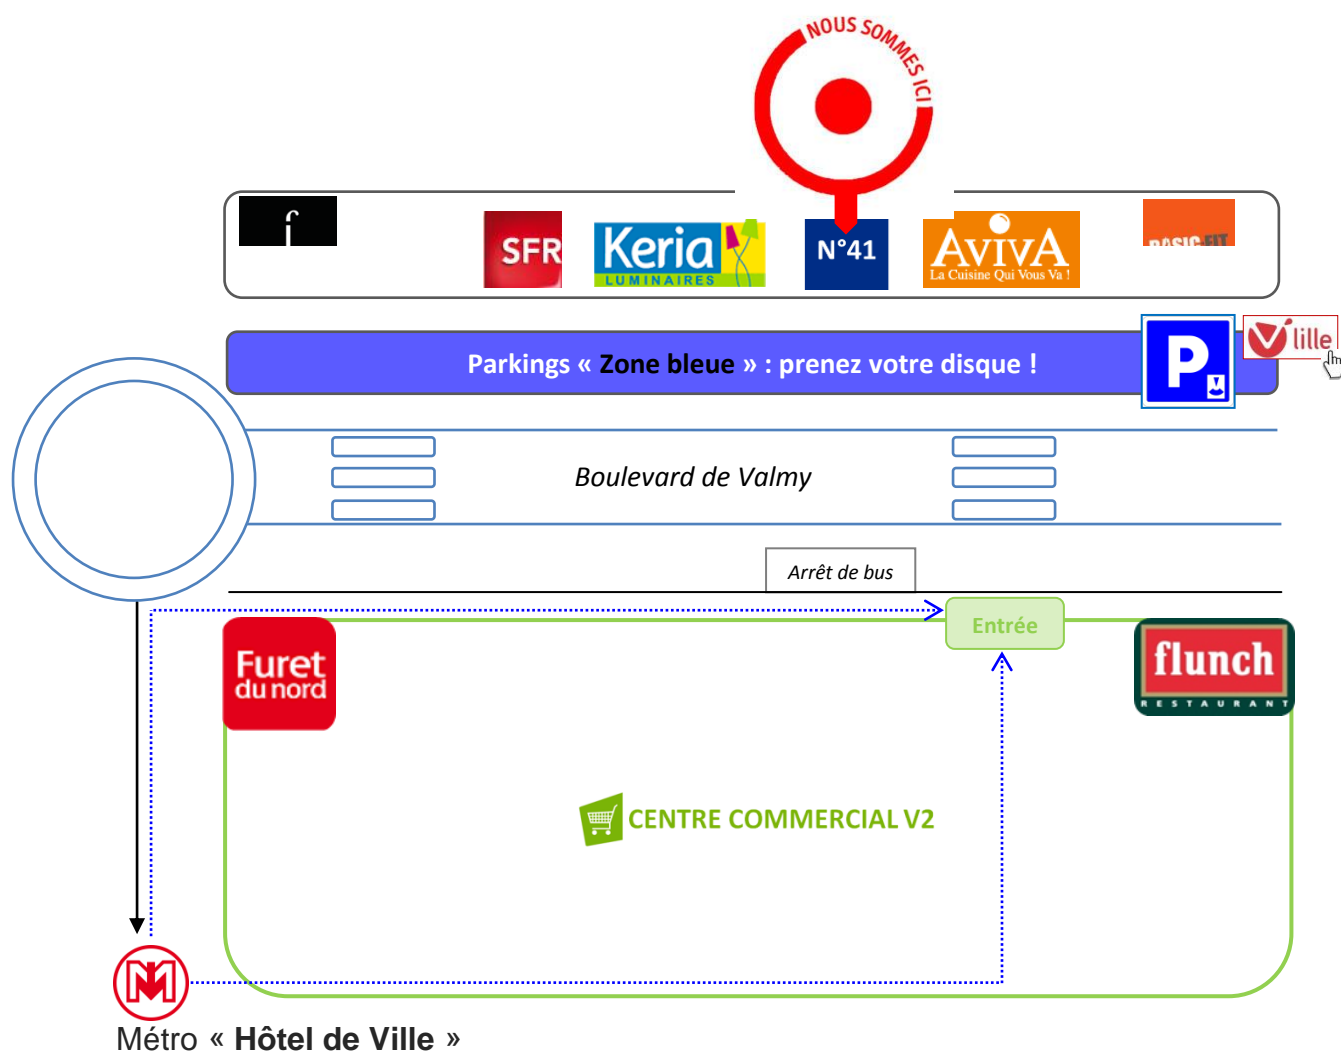 NOUS SOMMES ICI
SFR
Keria
LUMINAIRES
N°41
AVIVA
La Cuisine Qui Vous Va !
BASIC-FIT
Parkings « Zone bleue » : prenez votre disque !
P
V' lille
Boulevard de Valmy
Arrêt de bus
Entrée
Furet
du nord
flunch
RESTAURANT
CENTRE COMMERCIAL V2
M
Métro « Hôtel de Ville »